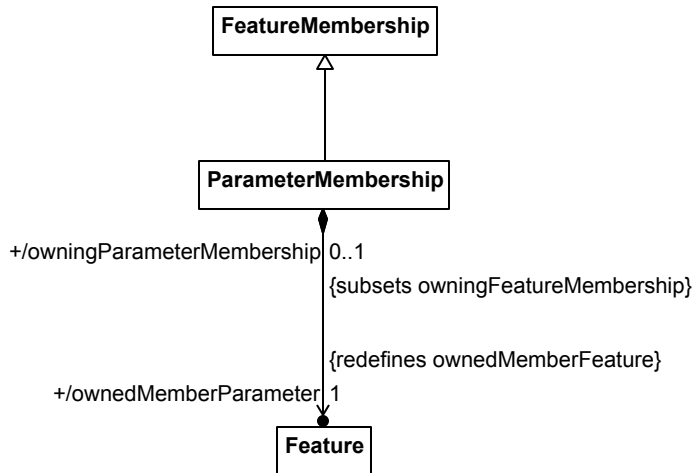 FeatureMembership
ParameterMembership
+/owningParameterMembership 0..1
{subsets owningFeatureMembership}
{redefines ownedMemberFeature}
+/ownedMemberParameter 1
Feature